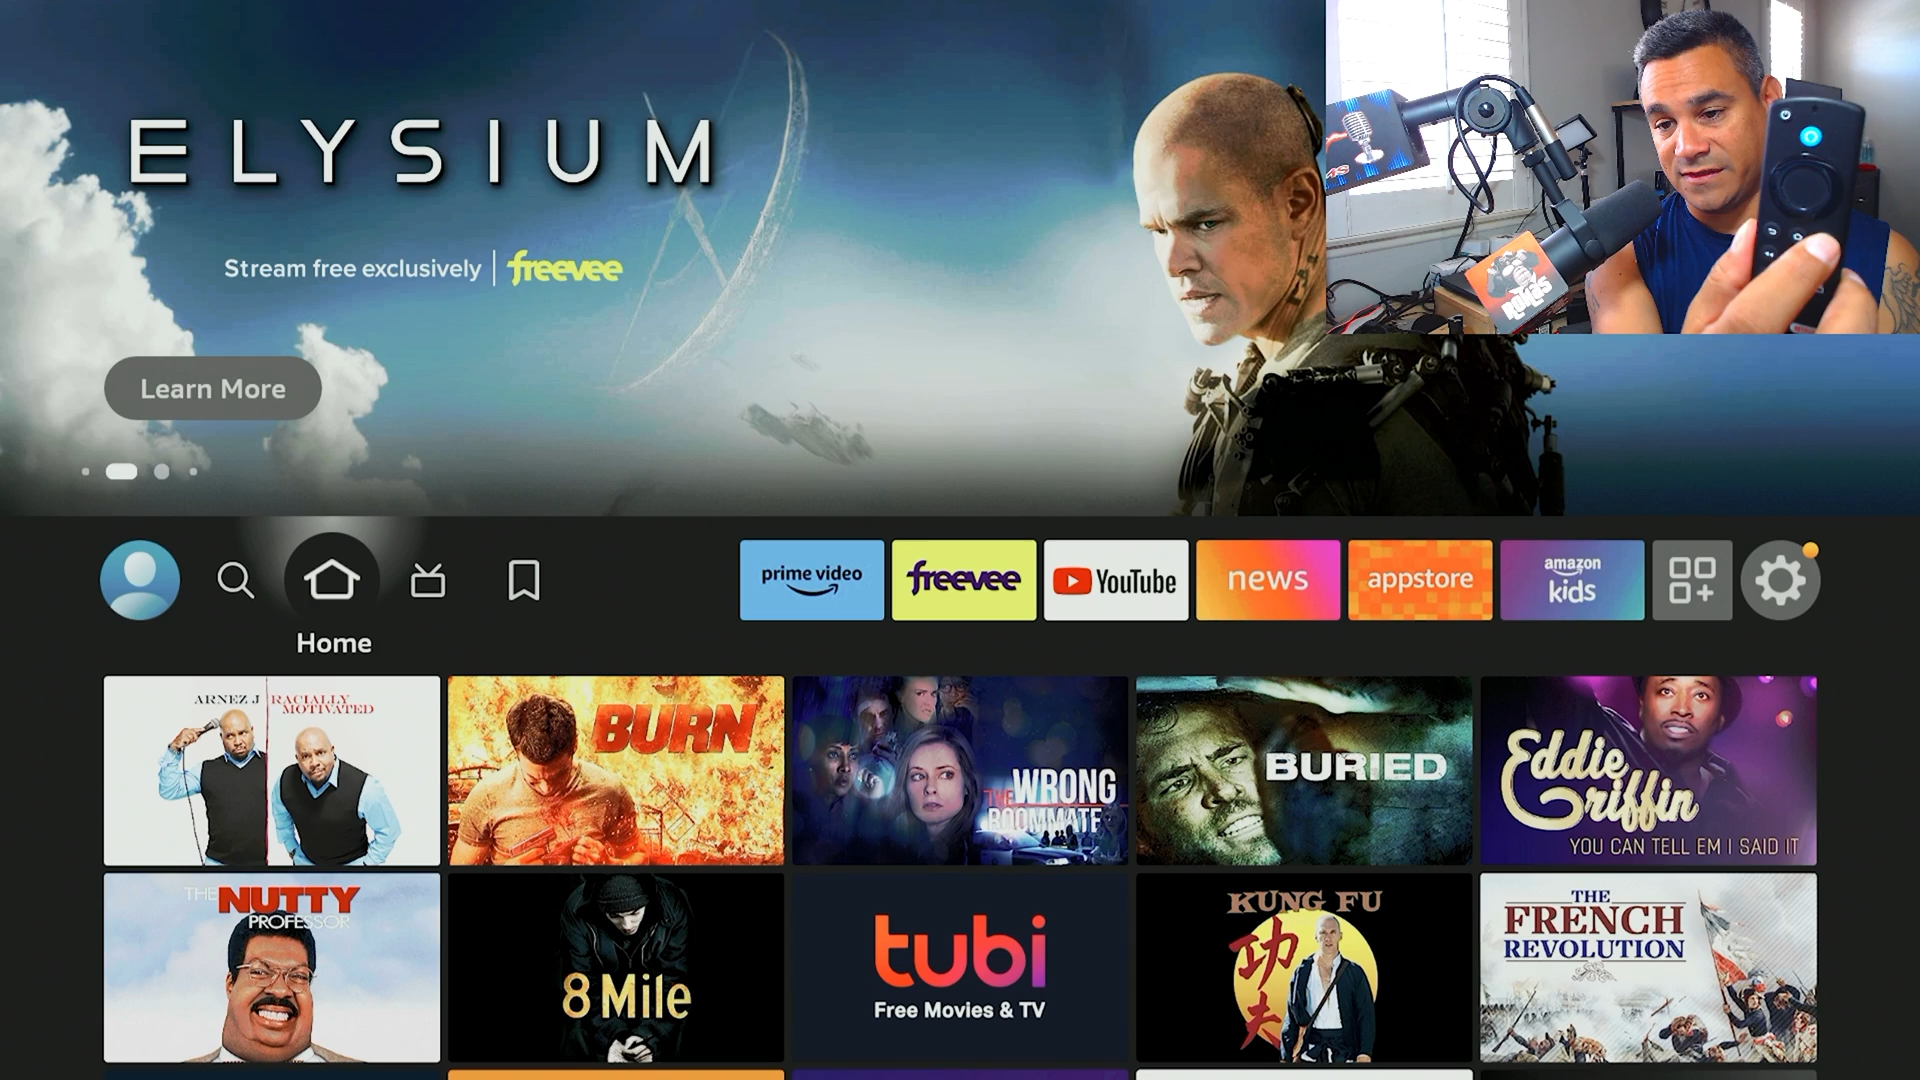 ELYSIUM
Stream free exclusively | freevee
Learn More
ROKAS
Home
prime video
freevee
YouTube
news
appstore
amazon
kids
ARNEZ J RACIALLY
MOTIVATED
BURN
THE WRONG
ROOMMATE
BURIED
Eddie
Griffin
YOU CAN TELL EM I SAID IT
THE NUTTY
PROFESSOR
8 Mile
tubi
Free Movies & TV
KUNG FU
功
夫
THE
FRENCH
REVOLUTION